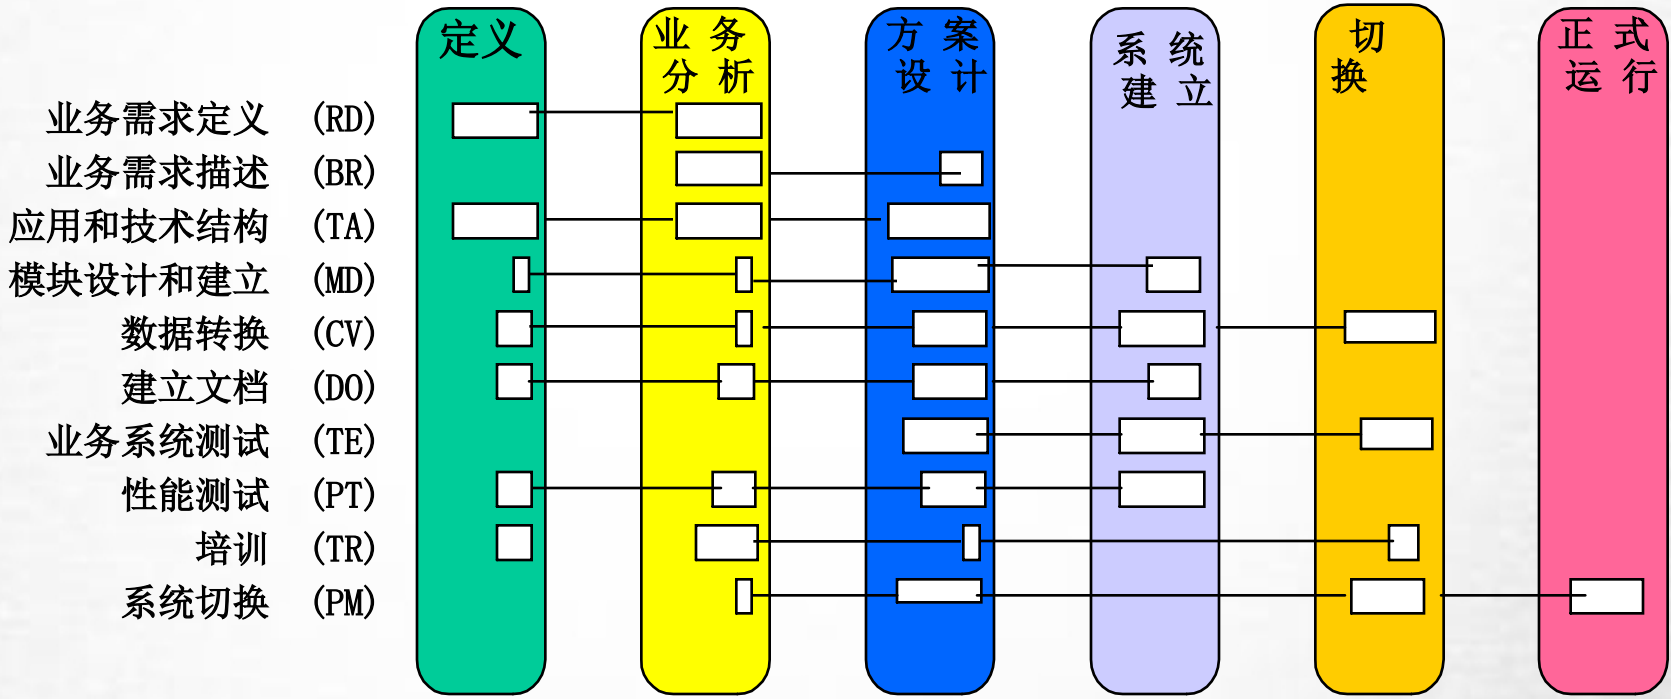 定义
业 务
分 析
方 案
设 计
系 统
建 立
切
换
正 式
运 行
业务需求定义 (RD)
业务需求描述 (BR)
应用和技术结构 (TA)
模块设计和建立 (MD)
数据转换 (CV)
建立文档 (DO)
业务系统测试 (TE)
性能测试 (PT)
培训 (TR)
系统切换 (PM)